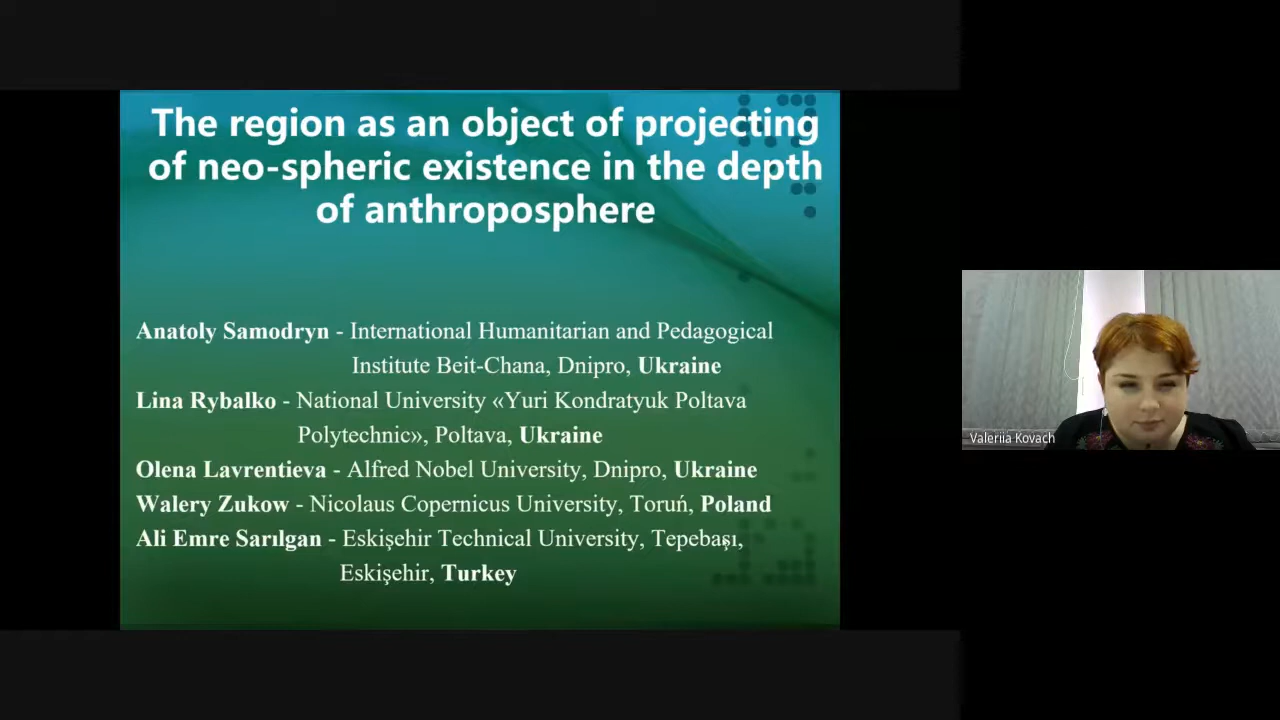 The region as an object of projecting
of neo-spheric existence in the depth
of anthroposphere
Anatoly Samodryn - International Humanitarian and Pedagogical
Institute Beit-Chana, Dnipro, Ukraine
Lina Rybalko - National University «Yuri Kondratyuk Poltava
Polytechnic», Poltava, Ukraine
Olena Lavrentieva - Alfred Nobel University, Dnipro, Ukraine
Walery Zukow - Nicolaus Copernicus University, Toruń, Poland
Ali Emre Sarılgan - Eskişehir Technical University, Tepebaşı,
Eskişehir, Turkey
Valeriia Kovach